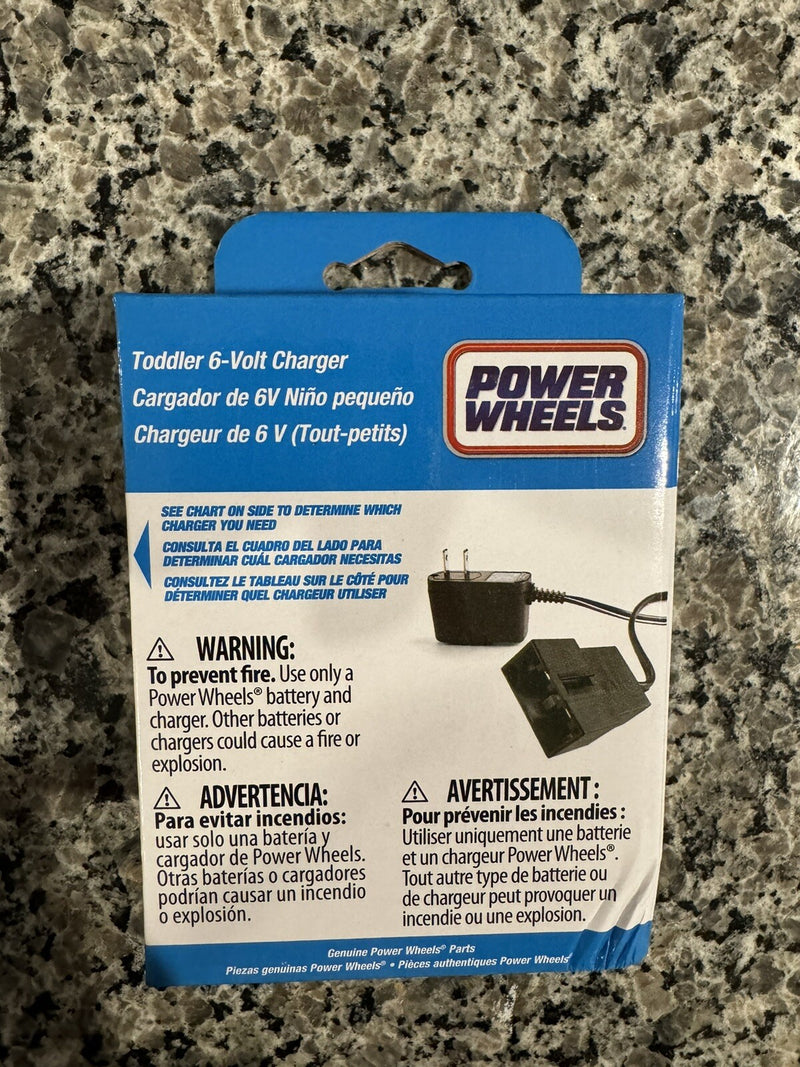 Toddler 6-Volt Charger
Cargador de 6V Niño pequeño
Chargeur de 6 V (Tout-petits)
POWER
WHEELS®
SEE CHART ON SIDE TO DETERMINE WHICH
CHARGER YOU NEED
CONSULTA EL CUADRO DEL LADO PARA
DETERMINAR CUÁL CARGADOR NECESITAS
CONSULTEZ LE TABLEAU SUR LE CÔTÉ POUR
DÉTERMINER QUEL CHARGEUR UTILISER
WARNING:
To prevent fire. Use only a
Power Wheels® battery and
charger. Other batteries or
chargers could cause a fire or
explosion.
ADVERTENCIA:
Para evitar incendios:
usar solo una batería y
cargador de Power Wheels.
Otras baterías o cargadores
podrían causar un incendio
o explosión.
AVERTISSEMENT :
Pour prévenir les incendies :
Utiliser uniquement une batterie
et un chargeur Power Wheels®.
Tout autre type de batterie ou
de chargeur peut provoquer un
incendie ou une explosion.
Genuine Power Wheels® Parts
Piezas genuinas Power Wheels® • Pièces authentiques Power Wheels®